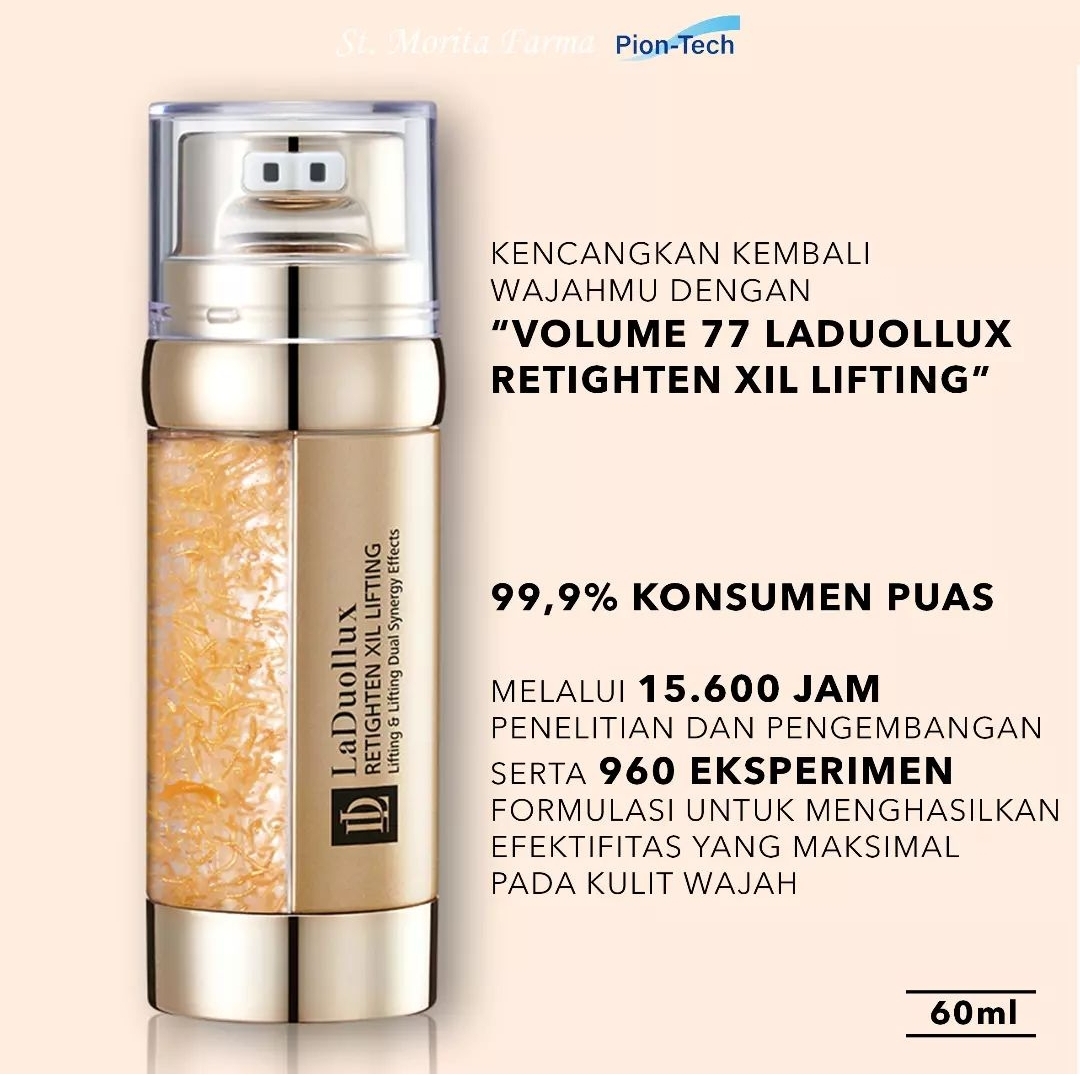 St. Morita Farma Pion-Tech
KENCANGKAN KEMBALI
WAJAHMU DENGAN
“VOLUME 77 LADUOLLUX
RETIGHTEN XIL LIFTING”
99,9% KONSUMEN PUAS
MELALUI 15.600 JAM
PENELITIAN DAN PENGEMBANGAN
SERTA 960 EKSPERIMEN
FORMULASI UNTUK MENGHASILKAN
EFEKTIFITAS YANG MAKSIMAL
PADA KULIT WAJAH
LD LaDuollux
RETIGHTEN XIL LIFTING
Lifting & Lifting Dual Synergy Effects
60ml